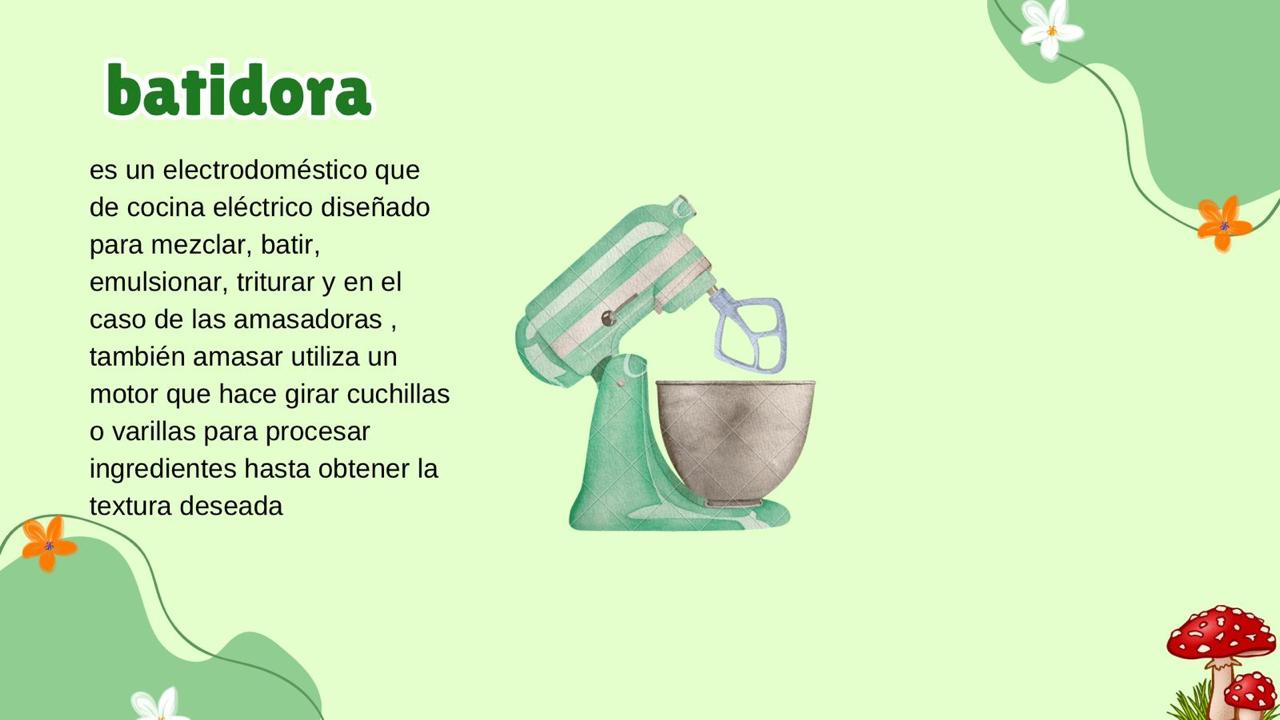 batidora
es un electrodoméstico que
de cocina eléctrico diseñado
para mezclar, batir,
emulsionar, triturar y en el
caso de las amasadoras ,
también amasar utiliza un
motor que hace girar cuchillas
o varillas para procesar
ingredientes hasta obtener la
textura deseada